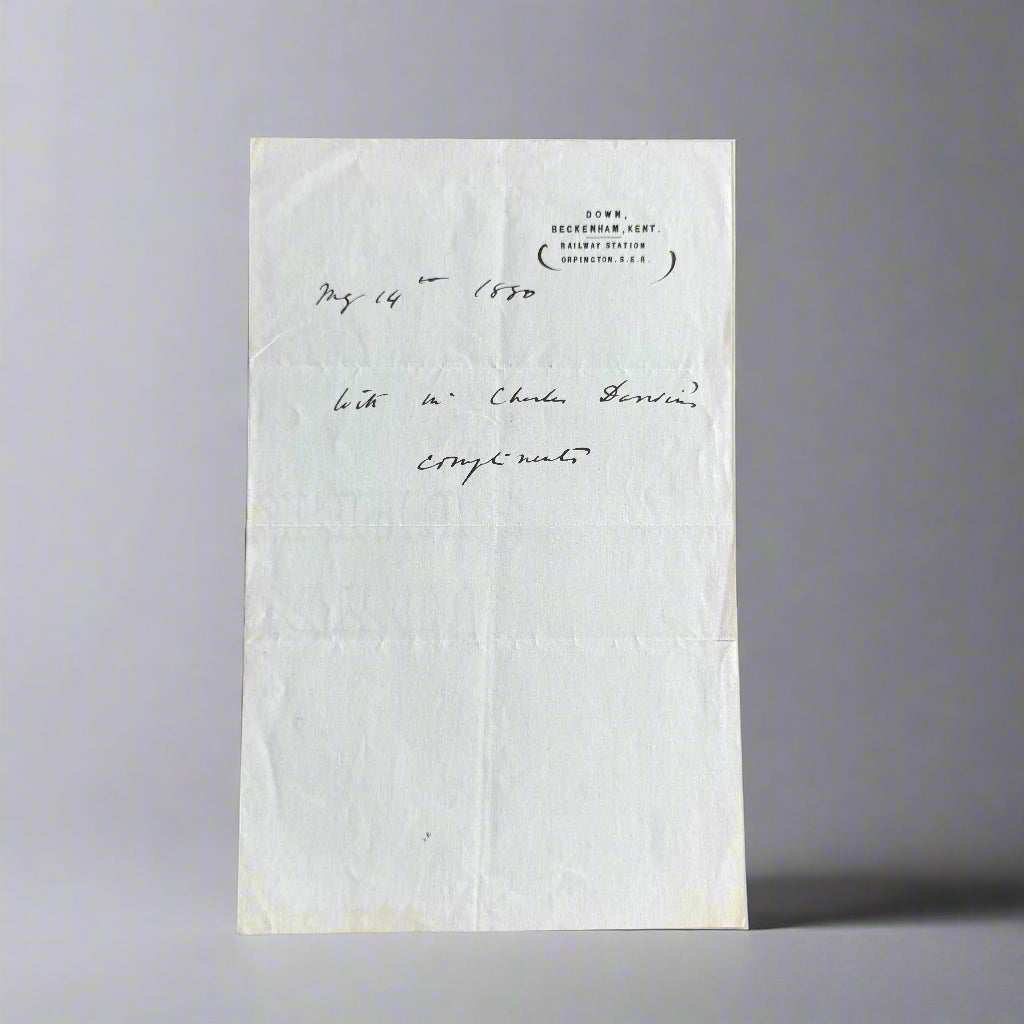 DOWN,
BECKENHAM, KENT.
(RAILWAY STATION
ORPINGTON. S.E.R.)
May 14th 1880
With Mr Charles Darwin's
compliments